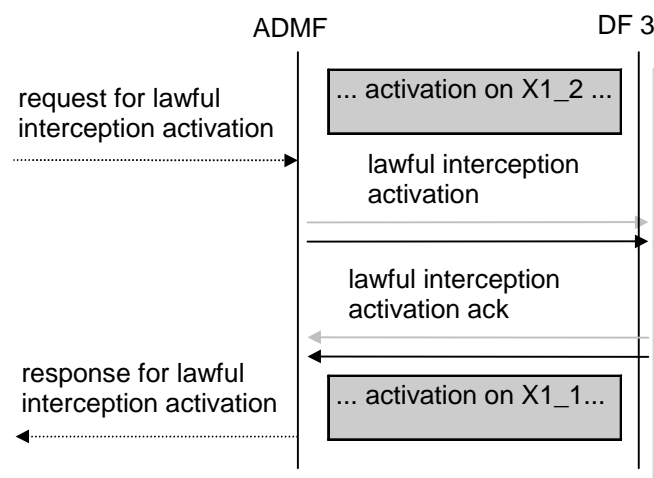 ADMF
DF 3
... activation on X1_2 ...
request for lawful
interception activation
lawful interception
activation
lawful interception
activation ack
response for lawful
interception activation
... activation on X1_1...